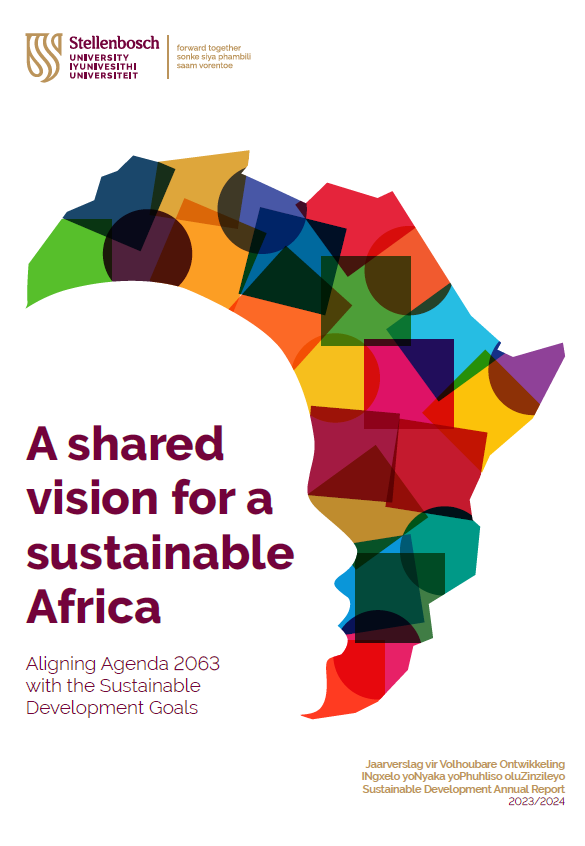 Stellenbosch
UNIVERSITY
IYUNIVESITHI
UNIVERSITEIT
forward together
sonke siya phambili
saam vorentoe
A shared
vision for a
sustainable
Africa
Aligning Agenda 2063
with the Sustainable
Development Goals
Jaarverslag vir Volhoubare Ontwikkeling
INgxelo yoNyaka yoPhuhliso oluZinzileyo
Sustainable Development Annual Report
2023/2024